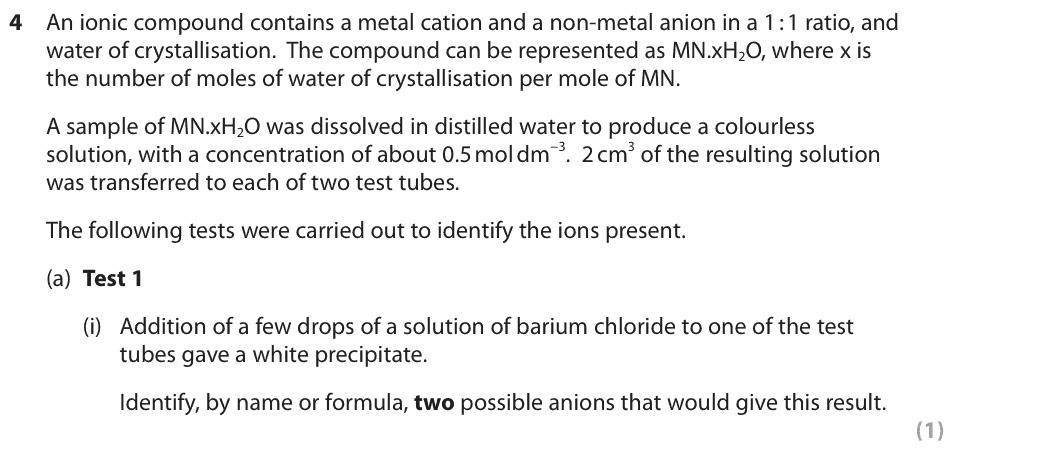 4 An ionic compound contains a metal cation and a non-metal anion in a 1:1 ratio, and
water of crystallisation. The compound can be represented as MN.xH₂O, where x is
the number of moles of water of crystallisation per mole of MN.
A sample of MN.xH₂O was dissolved in distilled water to produce a colourless
solution, with a concentration of about 0.5 mol dm⁻³. 2 cm³ of the resulting solution
was transferred to each of two test tubes.
The following tests were carried out to identify the ions present.
(a) Test 1
(i) Addition of a few drops of a solution of barium chloride to one of the test
tubes gave a white precipitate.
Identify, by name or formula, two possible anions that would give this result.
(1)